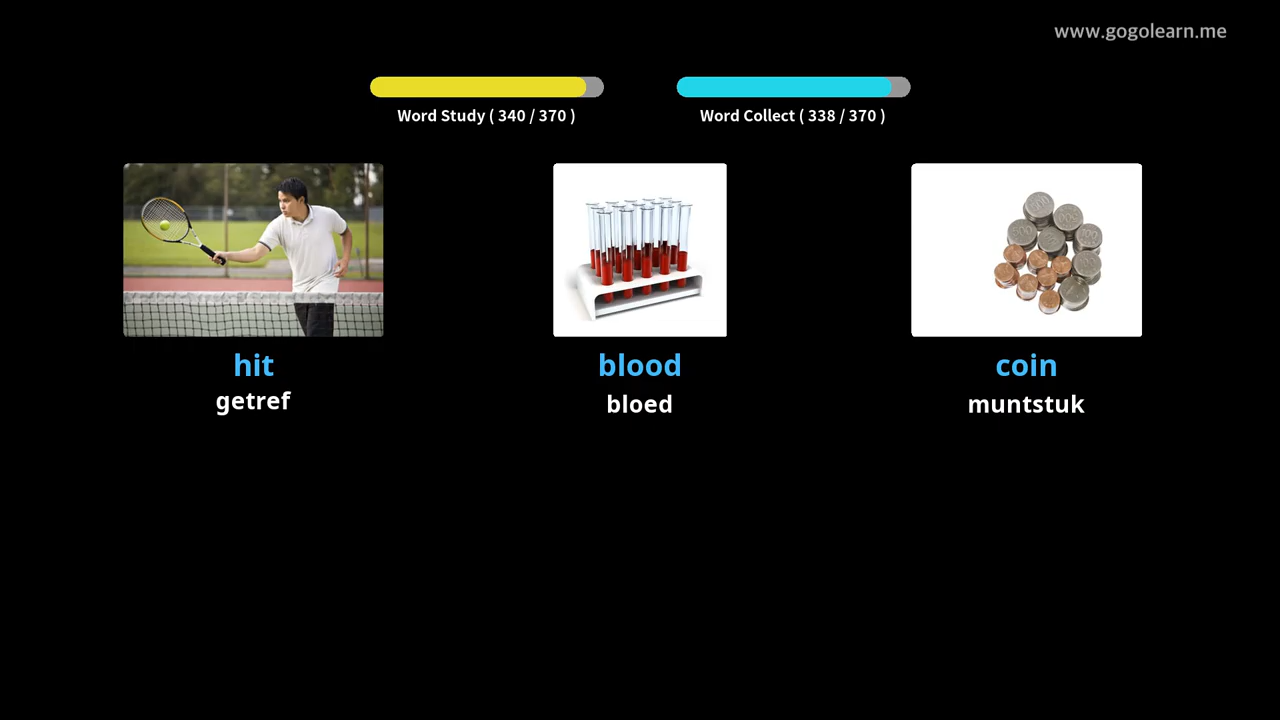 www.gogolearn.me
Word Study ( 340 / 370 )
Word Collect ( 338 / 370 )
hit
getref
blood
bloed
coin
muntstuk